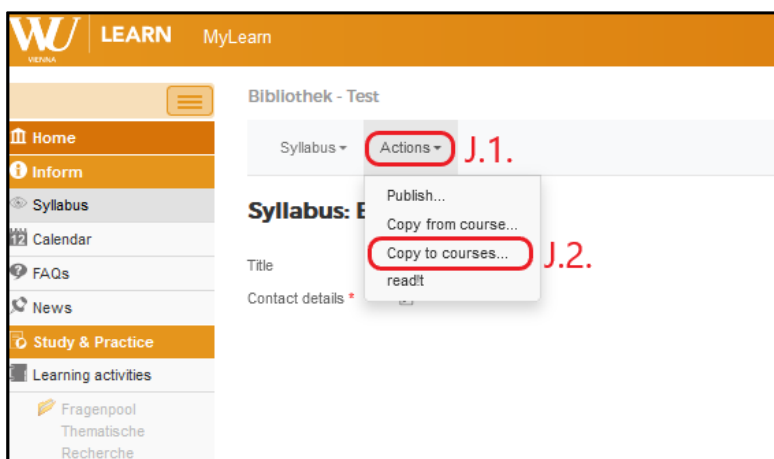 WU
VIENNA
LEARN MyLearn
Bibliothek - Test
Home
Inform
Syllabus
Calendar
FAQs
News
Study & Practice
Learning activities
Fragenpool
Thematische
Recherche
Syllabus Actions J.1.
Publish...
Copy from course...
Copy to courses... J.2.
read!t
Syllabus:
Title
Contact details *